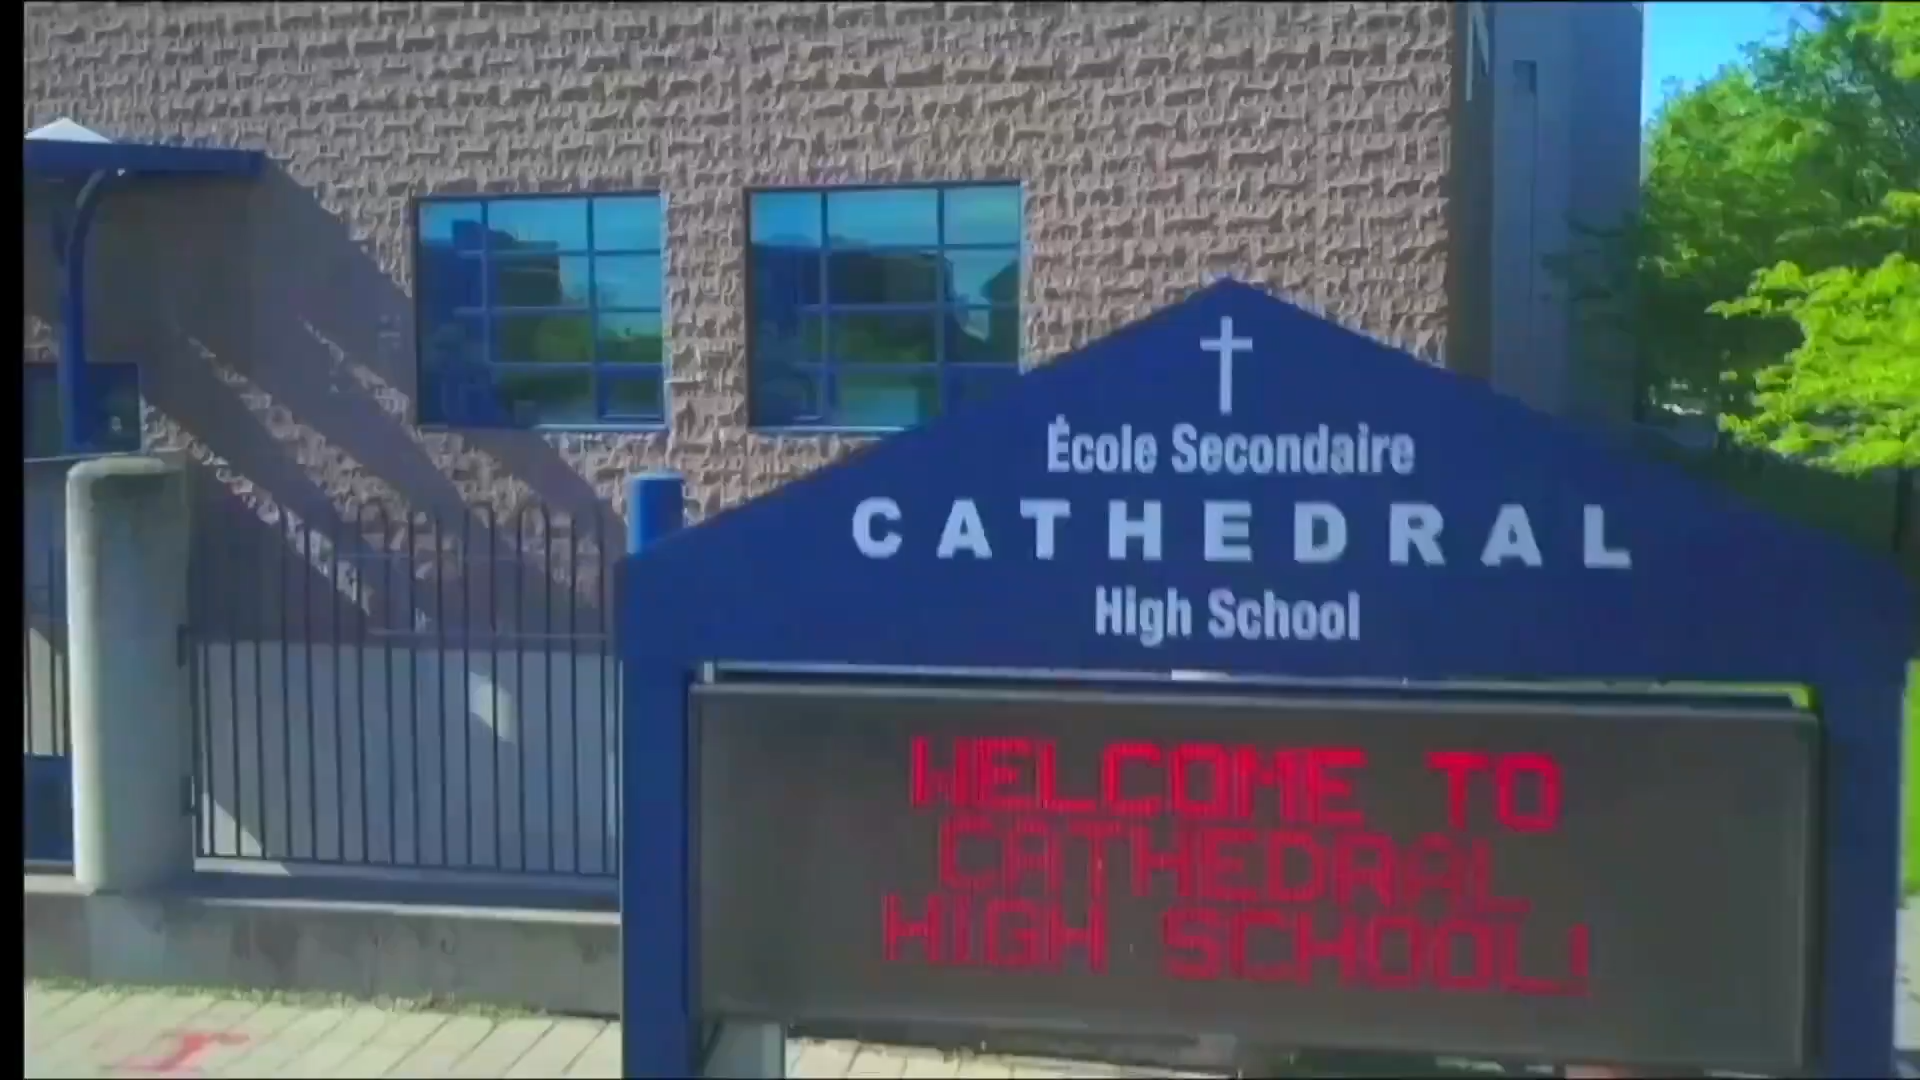 École Secondaire
CATHEDRAL
High School
WELCOME TO
CATHEDRAL
HIGH SCHOOL!